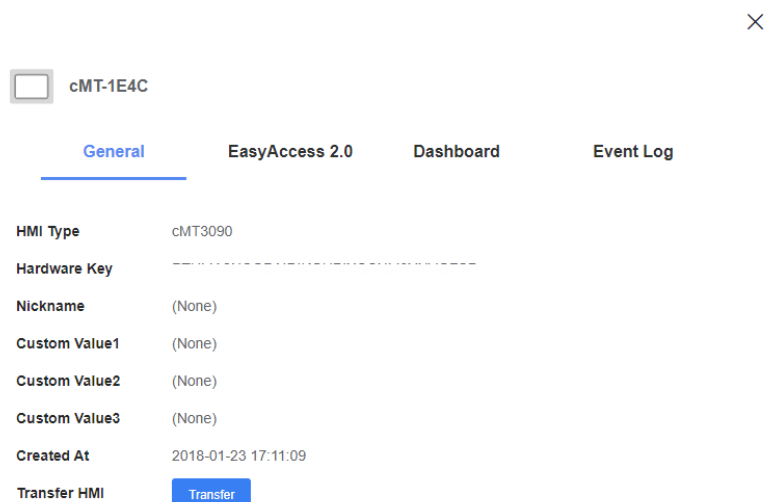 cMT-1E4C
General EasyAccess 2.0 Dashboard Event Log
HMI Type cMT3090
Hardware Key
Nickname (None)
Custom Value1 (None)
Custom Value2 (None)
Custom Value3 (None)
Created At 2018-01-23 17:11:09
Transfer HMI Transfer